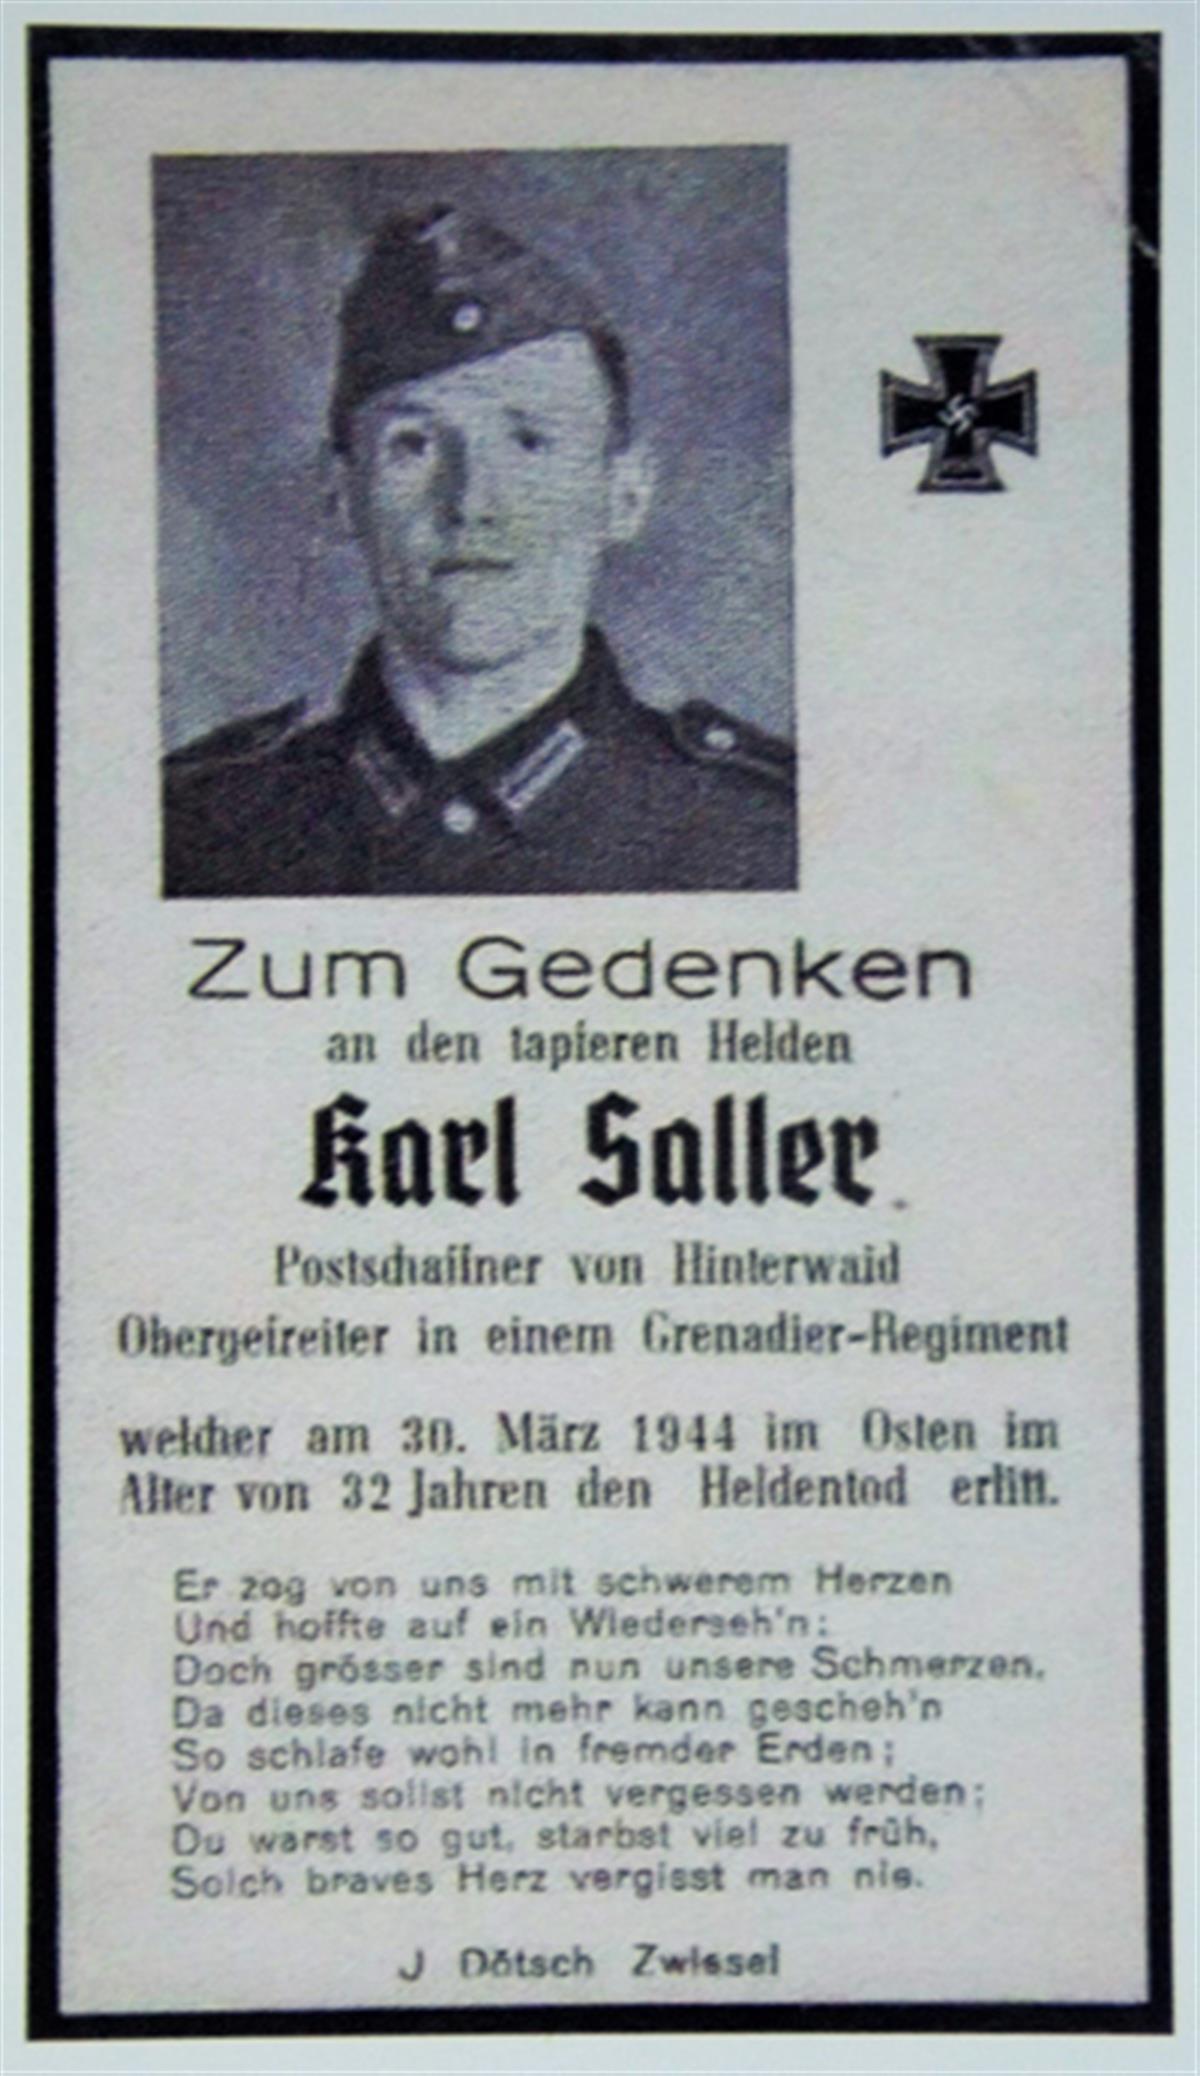 Zum Gedenken
an den tapferen Helden
Karl Saller
Postschaffner von Hinterwald
Obergefreiter in einem Grenadier-Regiment
welcher am 30. März 1944 im Osten im
Alter von 32 Jahren den Heldentod erlitt.
Er zog von uns mit schwerem Herzen
Und hoffte auf ein Wiederseh'n;
Doch grösser sind nun unsere Schmerzen,
Da dieses nicht mehr kann gescheh'n
So schlafe wohl in fremder Erden;
Von uns sollst nicht vergessen werden;
Du warst so gut, starbst viel zu früh,
Solch braves Herz vergisst man nie.
J Dötsch Zwiesel